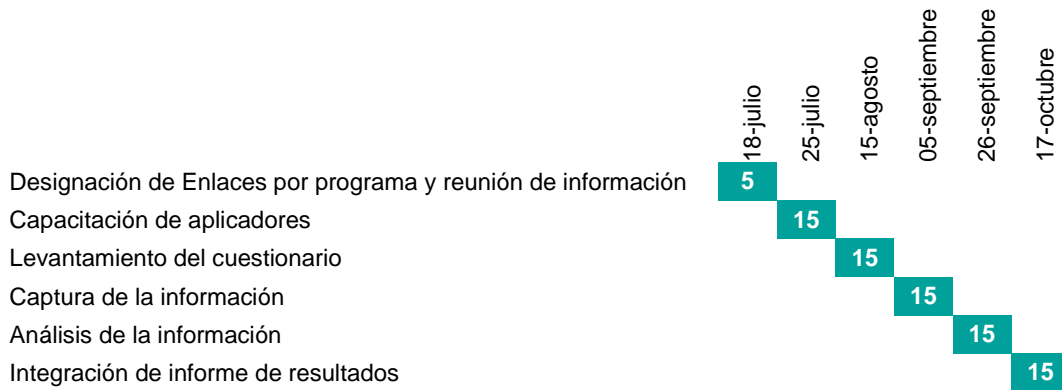 18-julio
25-julio
15-agosto
05-septiembre
26-septiembre
17-octubre
Designación de Enlaces por programa y reunión de información 5
Capacitación de aplicadores 15
Levantamiento del cuestionario 15
Captura de la información 15
Análisis de la información 15
Integración de informe de resultados 15